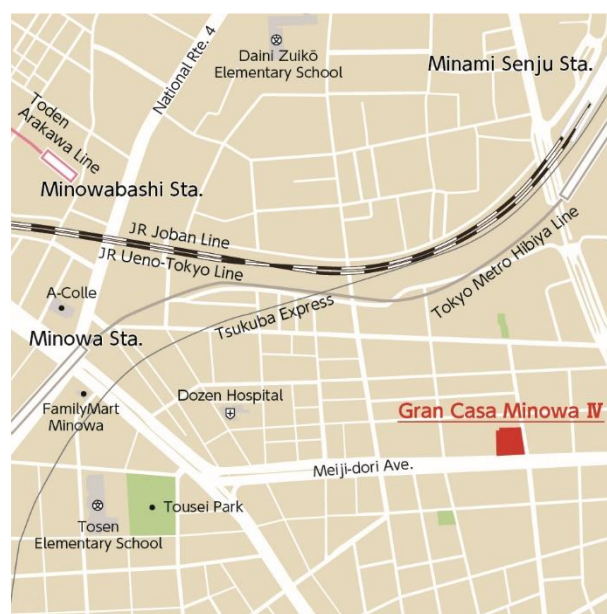 Daini Zuikō
Elementary School
National Rte. 4
Minami Senju Sta.
Toden
Arakawa Line
Minowabashi Sta.
JR Joban Line
JR Ueno-Tokyo Line
Tokyo Metro Hibiya Line
A-Colle
Tsukuba Express
Minowa Sta.
Dozen Hospital
FamilyMart
Minowa
Gran Casa Minowa Ⅳ
Meiji-dori Ave.
Tousei Park
Tosen
Elementary School